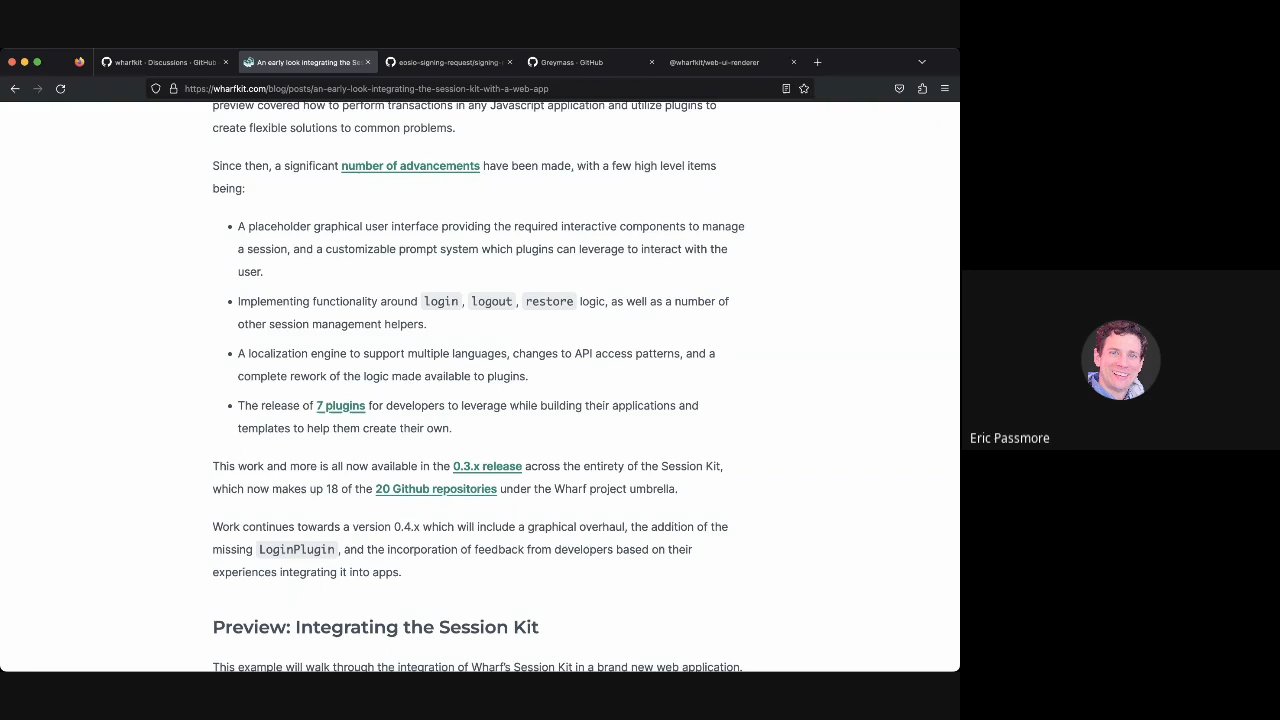 wharfkit · Discussions · GitHub
An early look integrating the Se
eosio-signing-request/signing-r
Greymass · GitHub
@wharfkit/web-ui-renderer
https://wharfkit.com/blog/posts/an-early-look-integrating-the-session-kit-with-a-web-app
preview covered how to perform transactions in any Javascript application and utilize plugins to
create flexible solutions to common problems.
Since then, a significant number of advancements have been made, with a few high level items
being:
• A placeholder graphical user interface providing the required interactive components to manage
a session, and a customizable prompt system which plugins can leverage to interact with the
user.
• Implementing functionality around login, logout, restore logic, as well as a number of
other session management helpers.
• A localization engine to support multiple languages, changes to API access patterns, and a
complete rework of the logic made available to plugins.
• The release of 7 plugins for developers to leverage while building their applications and
templates to help them create their own.
This work and more is all now available in the 0.3.x release across the entirety of the Session Kit,
which now makes up 18 of the 20 Github repositories under the Wharf project umbrella.
Work continues towards a version 0.4.x which will include a graphical overhaul, the addition of the
missing LoginPlugin, and the incorporation of feedback from developers based on their
experiences integrating it into apps.
Preview: Integrating the Session Kit
This example will walk through the integration of Wharf's Session Kit in a brand new web application.
Eric Passmore